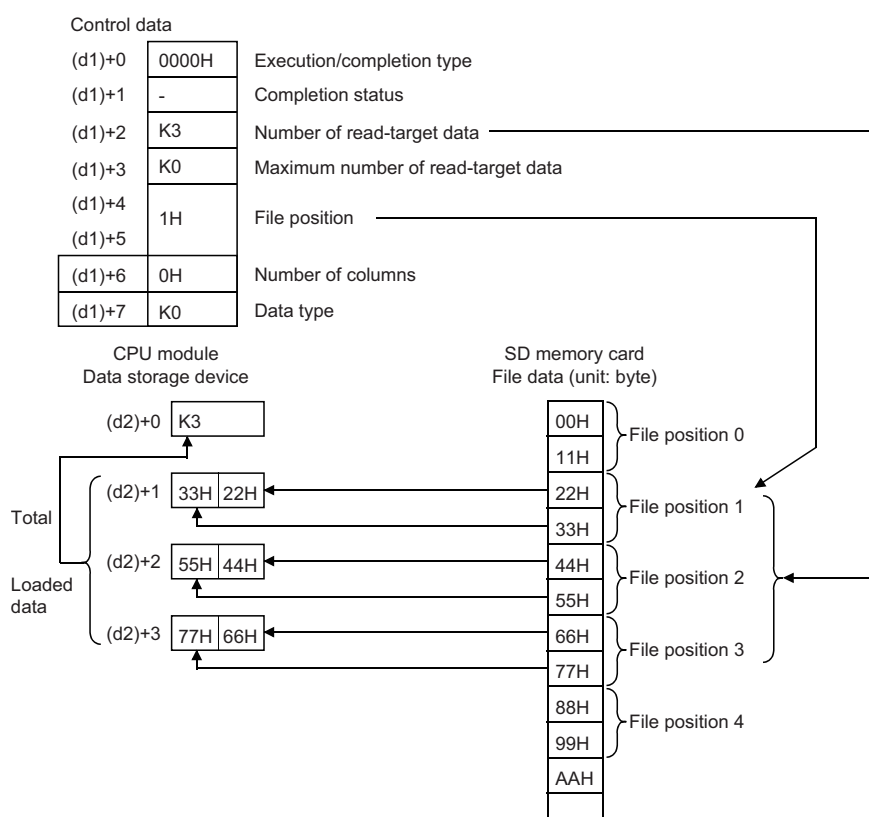 Control data
(d1)+0 0000H Execution/completion type
(d1)+1 - Completion status
(d1)+2 K3 Number of read-target data
(d1)+3 K0 Maximum number of read-target data
(d1)+4
1H File position
(d1)+5
(d1)+6 0H Number of columns
(d1)+7 K0 Data type
CPU module
Data storage device
SD memory card
File data (unit: byte)
(d2)+0 K3
00H
File position 0
11H
(d2)+1 33H 22H
22H
File position 1
33H
Total
(d2)+2 55H 44H
44H
File position 2
55H
Loaded
data
(d2)+3 77H 66H
66H
File position 3
77H
88H
File position 4
99H
AAH